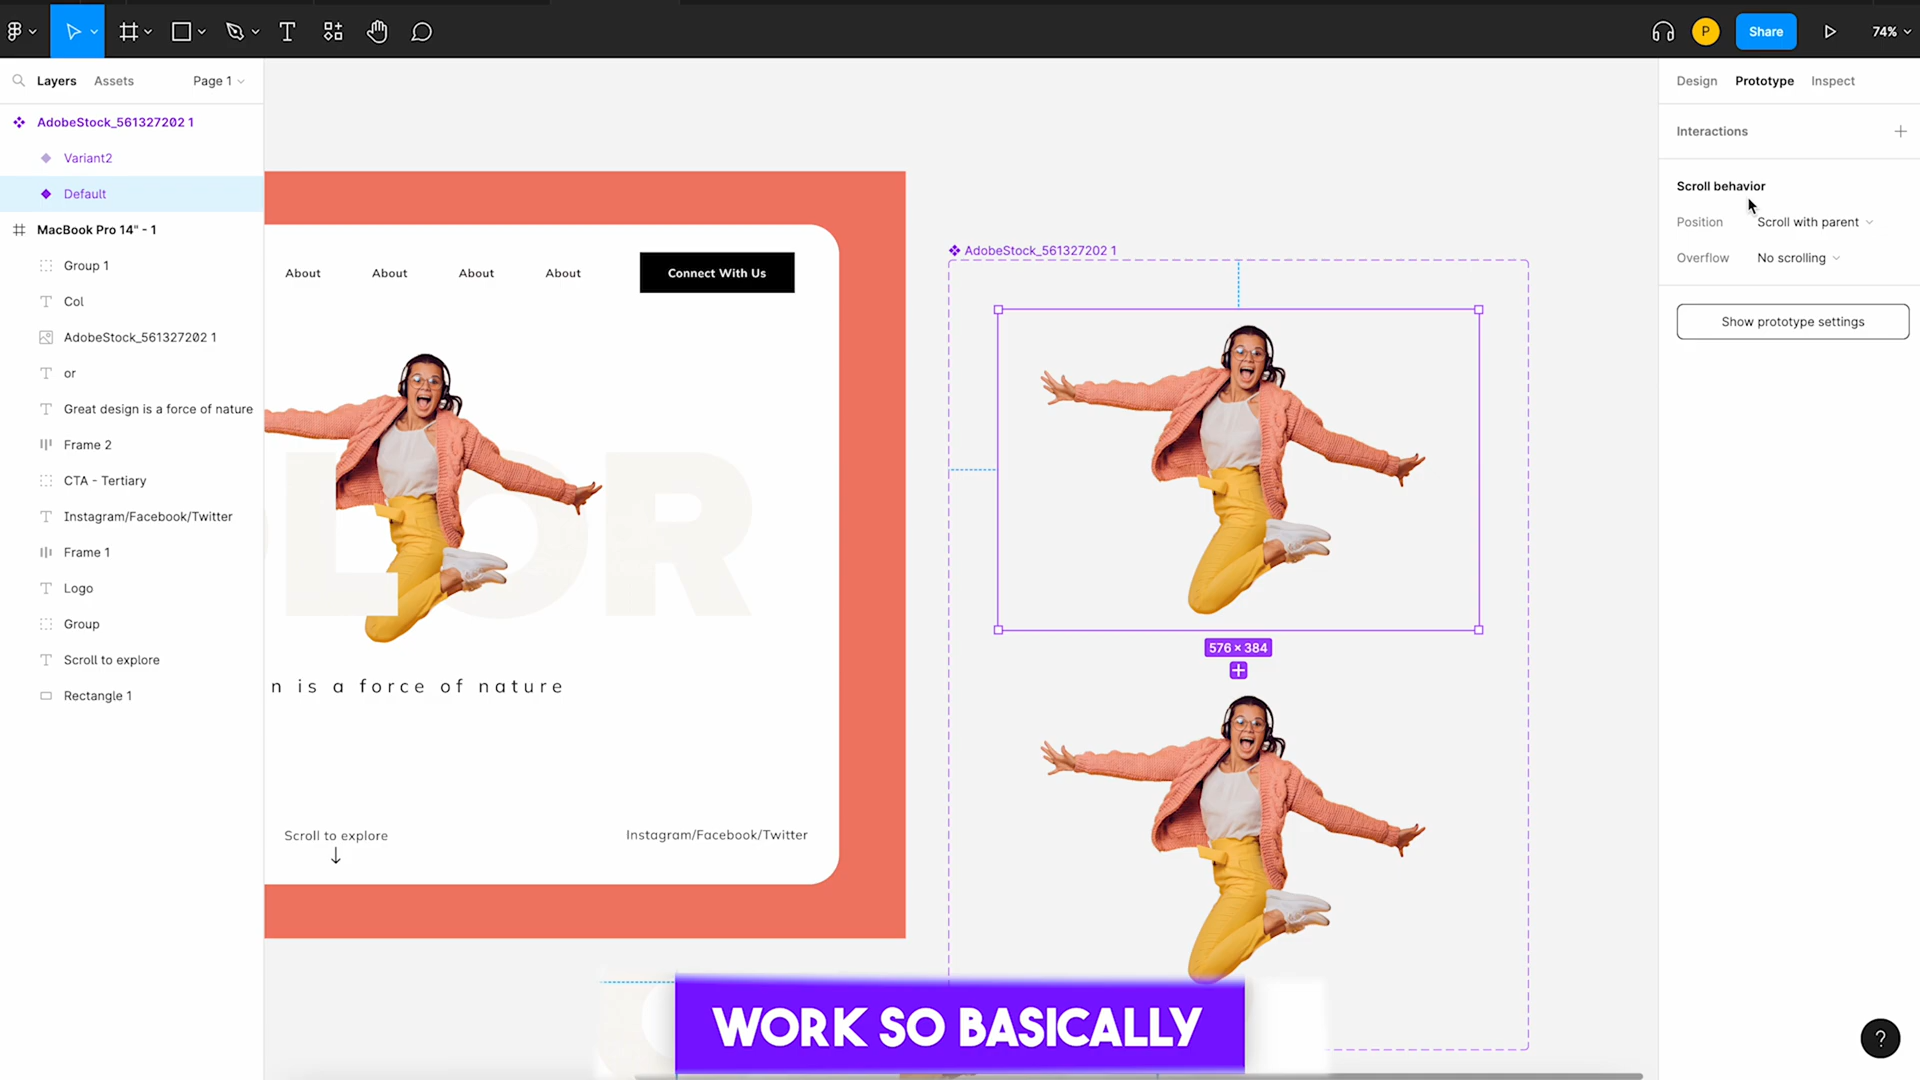 P
Share
74%
Layers
Assets
Page 1
AdobeStock_561327202 1
Variant2
Default
MacBook Pro 14" - 1
Group 1
Col
AdobeStock_561327202 1
or
Great design is a force of nature
Frame 2
CTA - Tertiary
Instagram/Facebook/Twitter
Frame 1
Logo
Group
Scroll to explore
Rectangle 1
About
About
About
About
Connect With Us
LOR
n is a force of nature
Scroll to explore
Instagram/Facebook/Twitter
AdobeStock_561327202 1
576 × 384
WORK SO BASICALLY
Design
Prototype
Inspect
Interactions
Scroll behavior
Position
Scroll with parent
Overflow
No scrolling
Show prototype settings
?